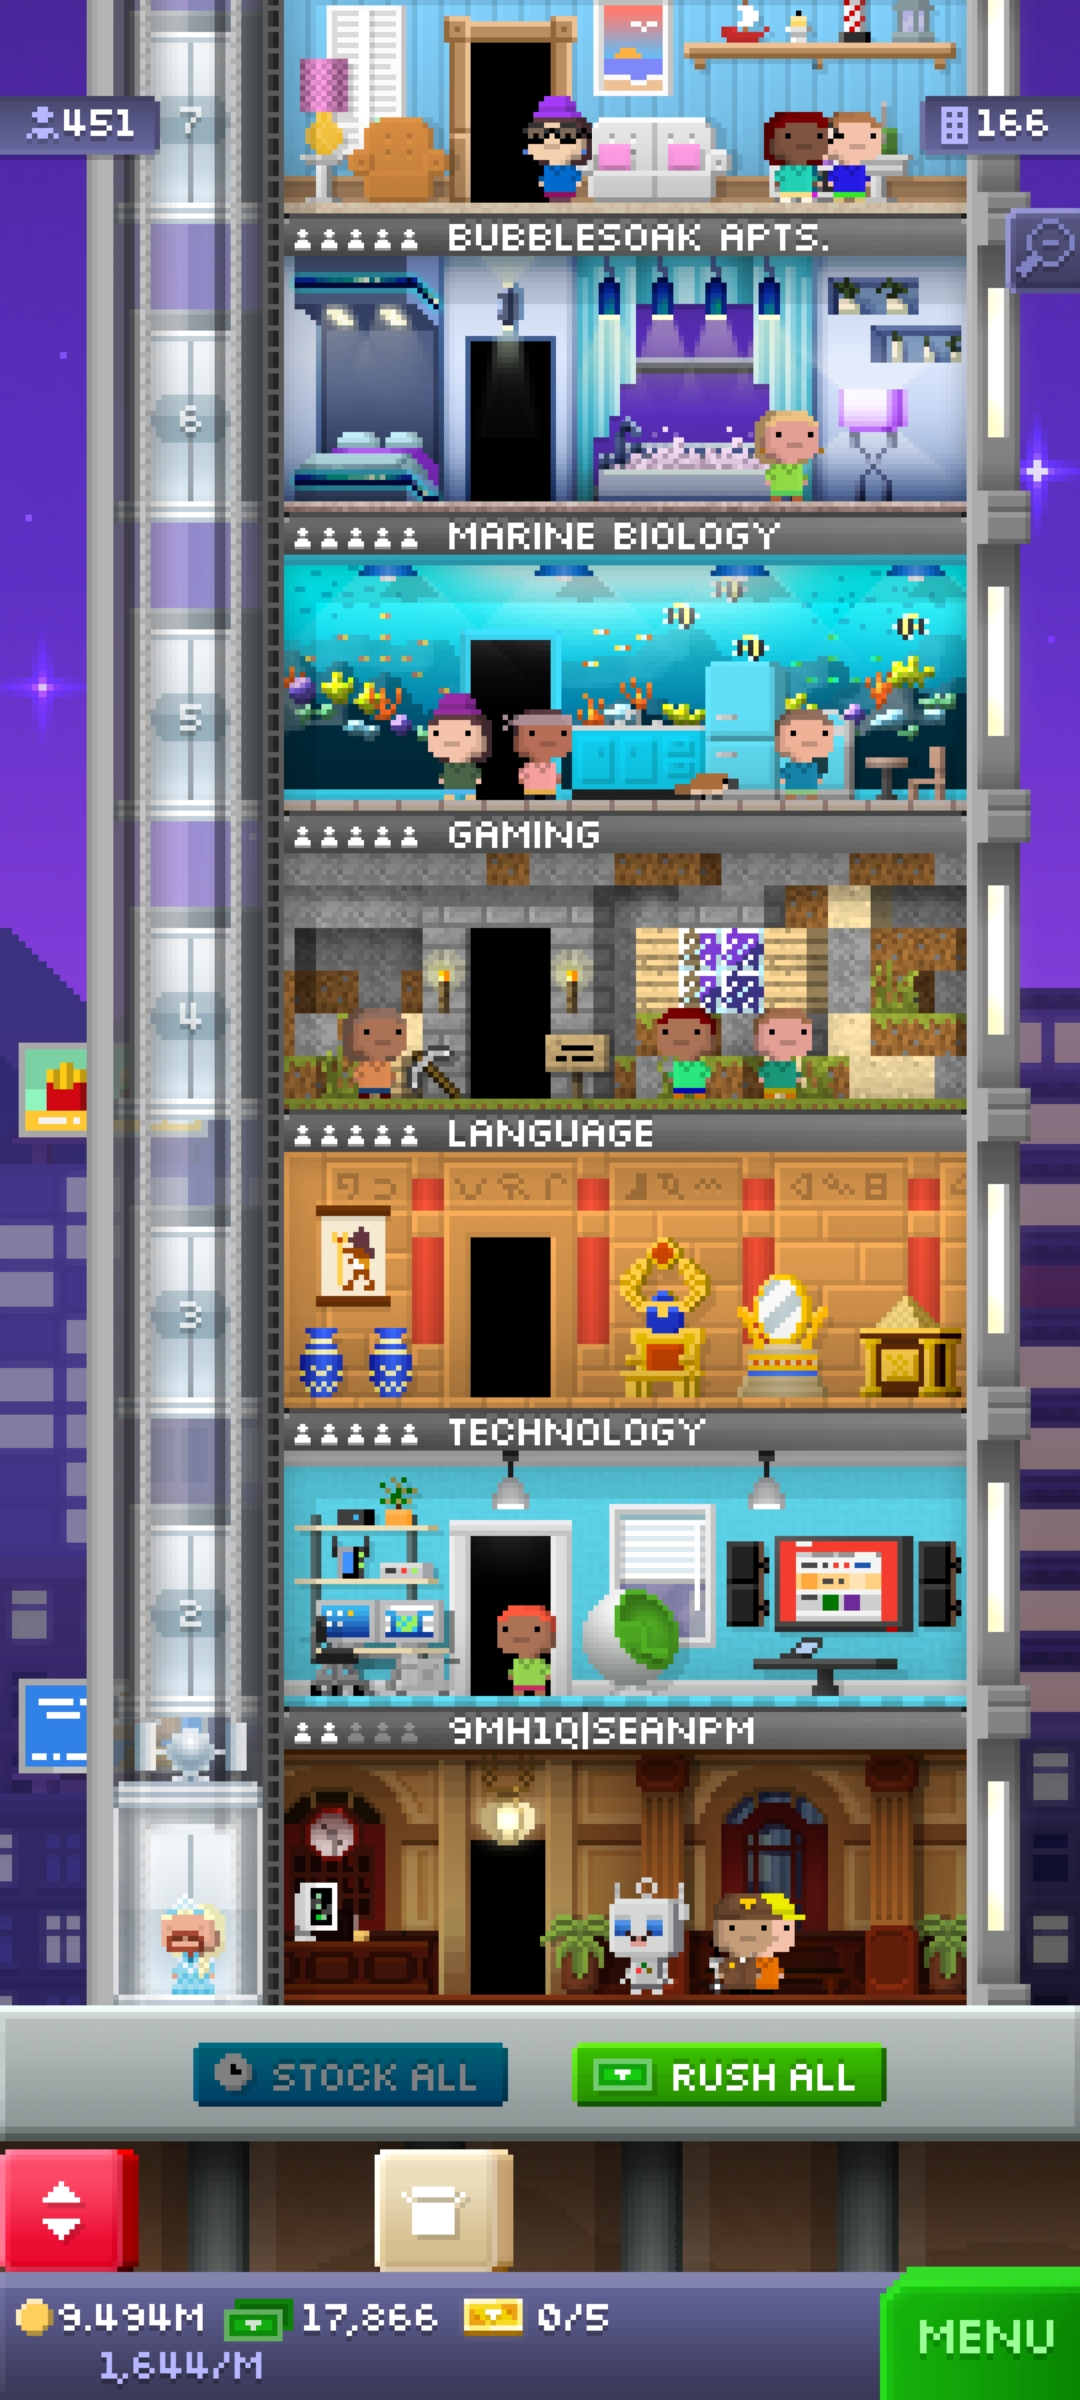 451
7
166
BUBBLESOAK APTS.
6
MARINE BIOLOGY
5
GAMING
4
LANGUAGE
3
TECHNOLOGY
2
9MH1Q|SEANPM
STOCK ALL
RUSH ALL
9.494M
17,866
0/5
1,644/M
MENU